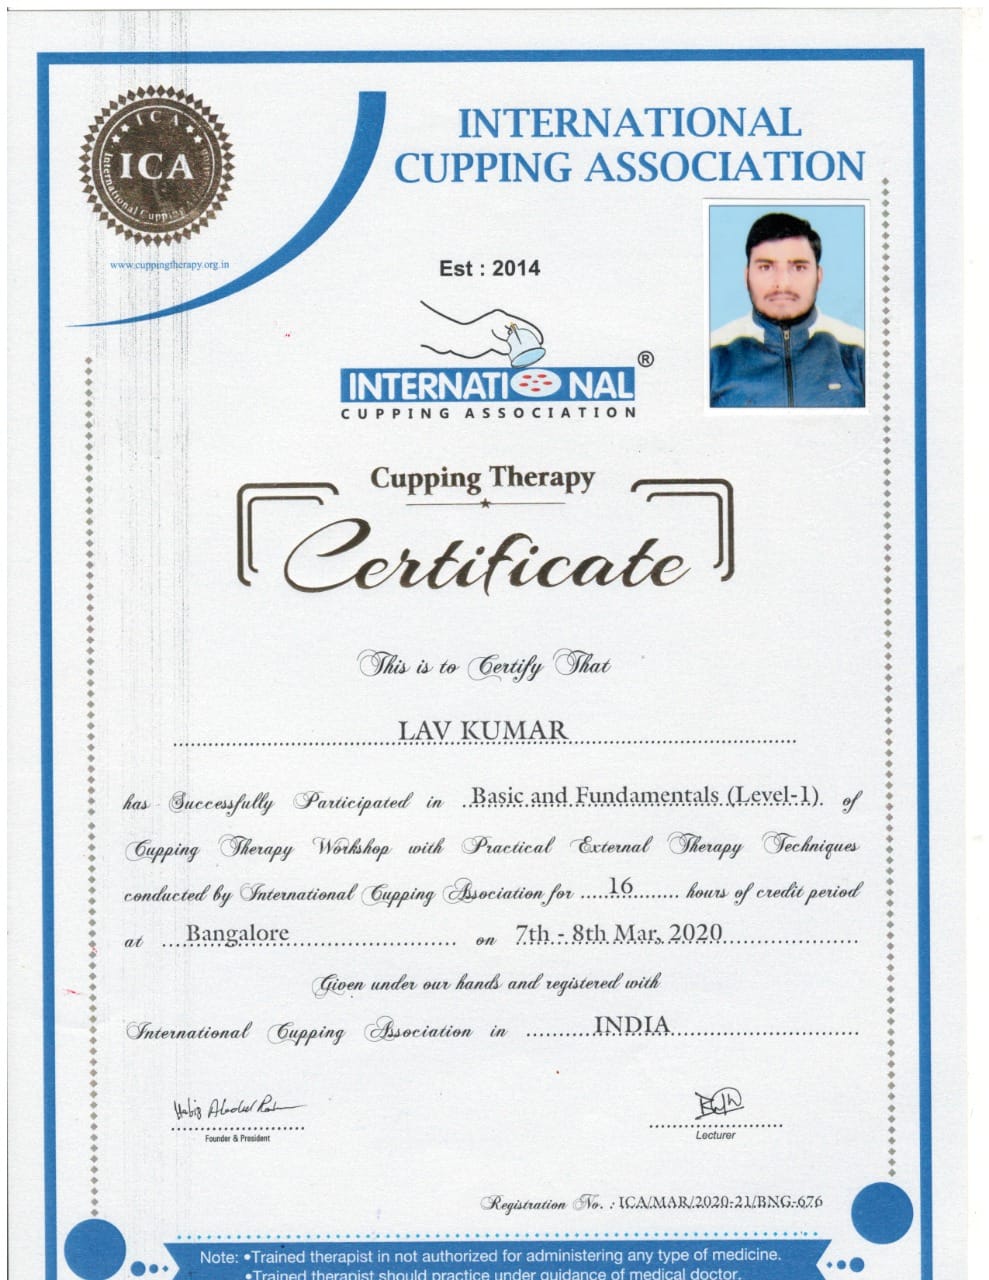 ICA
ICA
International Cupping
www.cuppingtherapy.org.in
INTERNATIONAL
CUPPING ASSOCIATION
Est : 2014
INTERNATIONAL ®
CUPPING ASSOCIATION
Cupping Therapy
Certificate
This is to Certify That
LAV KUMAR
has Successfully Participated in Basic and Fundamentals (Level-1) of
Cupping Therapy Workshop with Practical External Therapy Techniques
conducted by International Cupping Association for 16 hours of credit period
at Bangalore on 7th - 8th Mar, 2020
Given under our hands and registered with
International Cupping Association in INDIA
Founder & President
Lecturer
Registration No. : ICA/MAR/2020-21/BNG-676
Note: •Trained therapist in not authorized for administering any type of medicine.
•Trained therapist should practice under guidance of medical doctor.